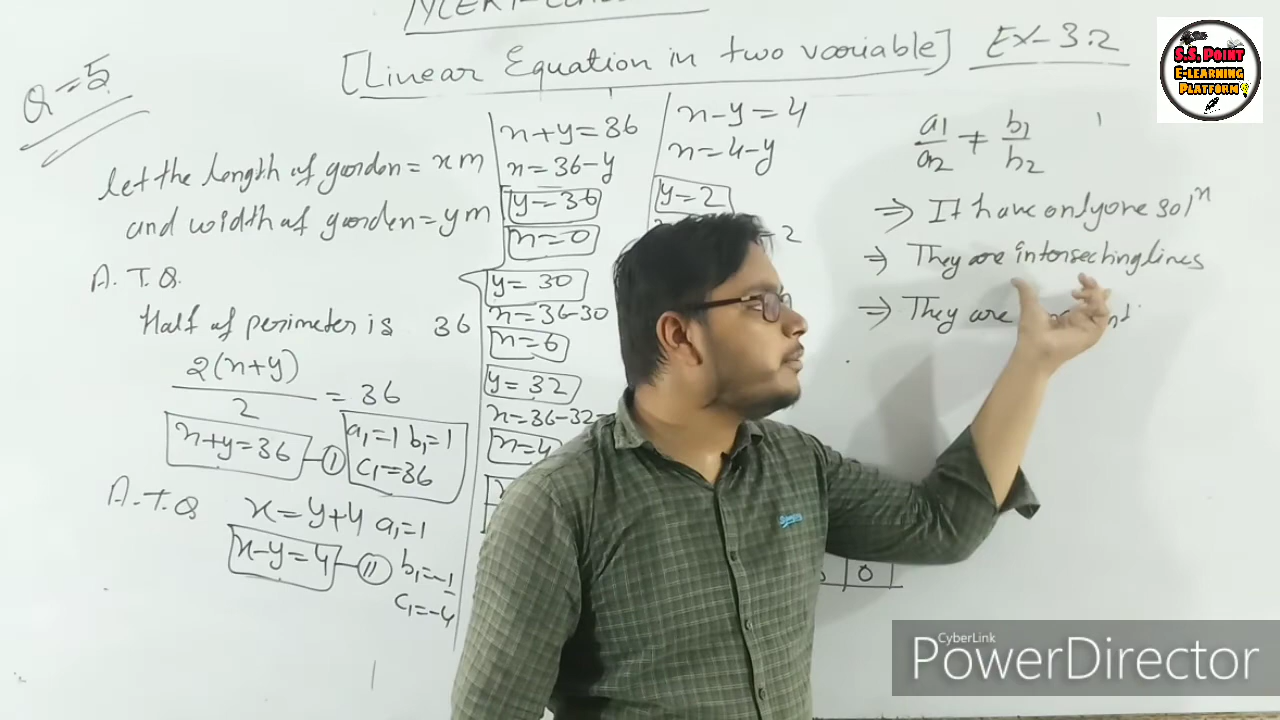 [Linear Equation in two variable] Ex-3.2
Q=5
let the length of garden = x m
and width of garden = y m
A.T.Q.
Half of perimeter is 36
2(x+y)
2
= 36
x+y=36 — I
a1=1 b1=1
c1=36
A.T.Q
x=y+4
x-y=4 — II
a1=1
b1=-1
c1=-4
x+y=36
x=36-y
y=36
x=0
y=30
x=36-30
x=6
y=32
x=36-32
x=4
x-y=4
x=4-y
y=2
a1/a2 ≠ b1/b2
⇒ It have only one solⁿ
⇒ They are intersecting lines
⇒ They are
0
S.S. POINT
E-LEARNING
PLATFORM
CyberLink
PowerDirector